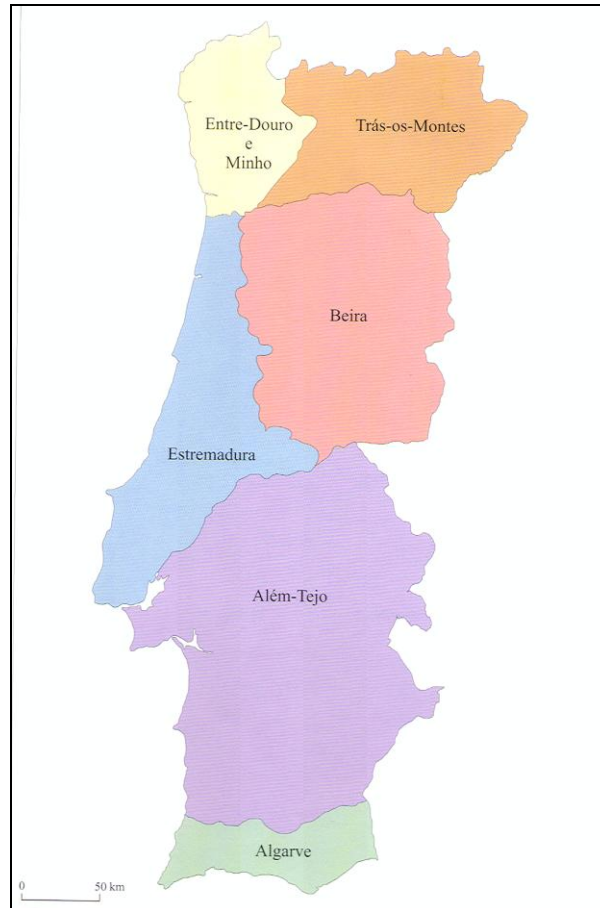 Entre-Douro
e
Minho
Trás-os-Montes
Beira
Estremadura
Além-Tejo
Algarve
0 50 km